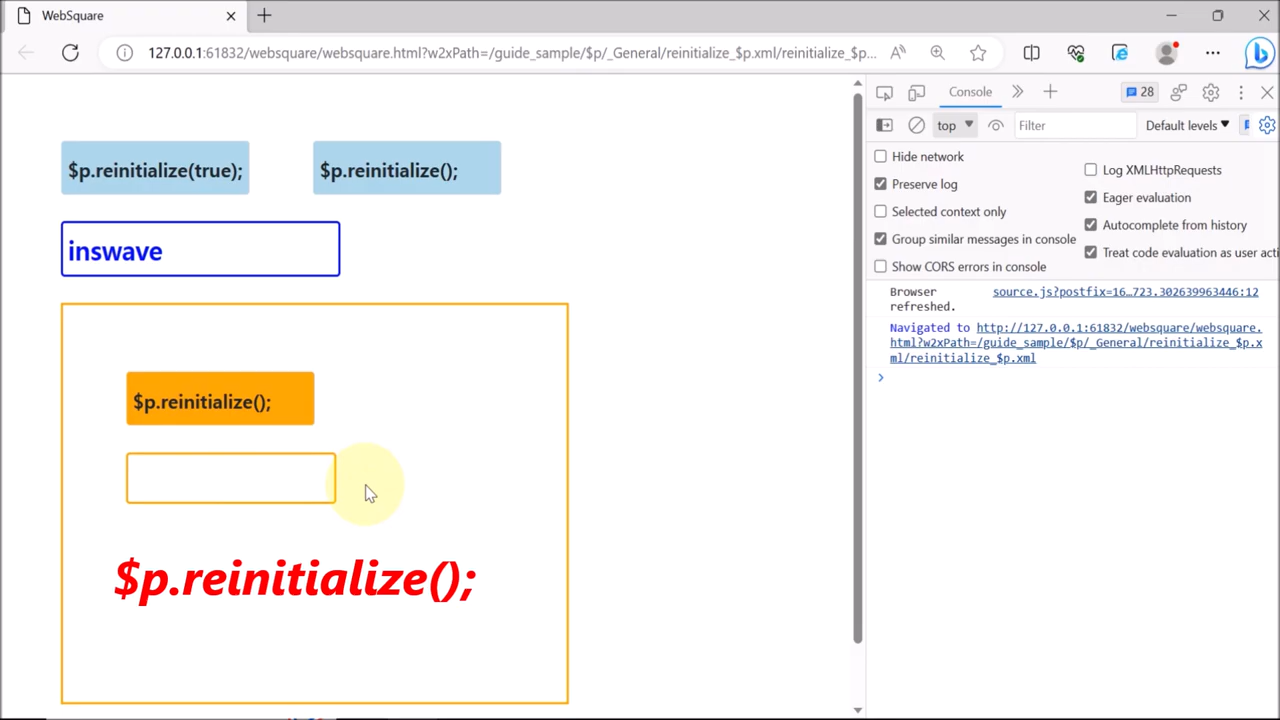 WebSquare
127.0.0.1:61832/websquare/websquare.html?w2xPath=/guide_sample/$p/_General/reinitialize_$p.xml/reinitialize_$p...
Console
28
top
Filter
Default levels
Hide network
Log XMLHttpRequests
Preserve log
Eager evaluation
Selected context only
Autocomplete from history
Group similar messages in console
Treat code evaluation as user acti
Show CORS errors in console
Browser source.js?postfix=16…723.302639963446:12
refreshed.
Navigated to http://127.0.0.1:61832/websquare/websquare.
html?w2xPath=/guide_sample/$p/_General/reinitialize_$p.x
ml/reinitialize_$p.xml
$p.reinitialize(true);
$p.reinitialize();
inswave
$p.reinitialize();
$p.reinitialize();